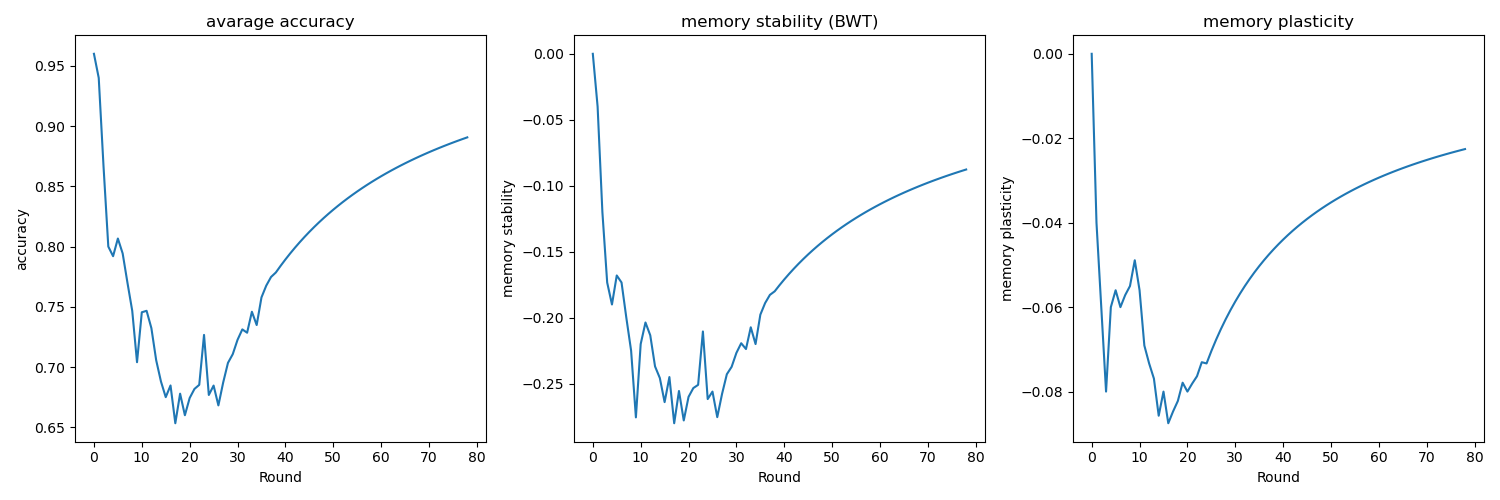 avarage accuracy
accuracy
0.95
0.90
0.85
0.80
0.75
0.70
0.65
0 10 20 30 40 50 60 70 80
Round
memory stability (BWT)
memory stability
0.00
−0.05
−0.10
−0.15
−0.20
−0.25
0 10 20 30 40 50 60 70 80
Round
memory plasticity
memory plasticity
0.00
−0.02
−0.04
−0.06
−0.08
0 10 20 30 40 50 60 70 80
Round